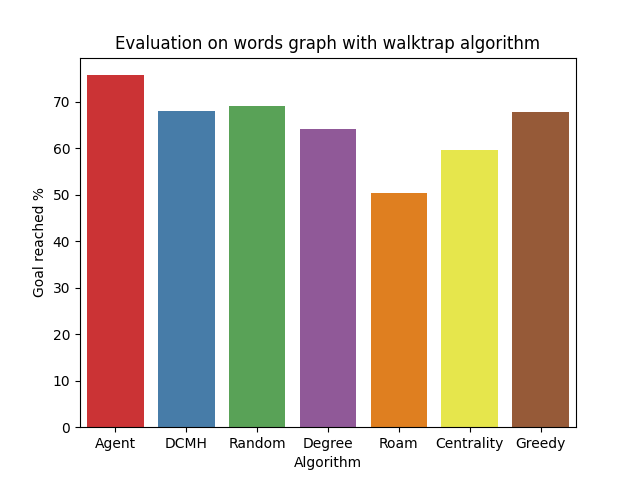 Evaluation on words graph with walktrap algorithm
Goal reached %
70
60
50
40
30
20
10
0
Agent DCMH Random Degree Roam Centrality Greedy
Algorithm